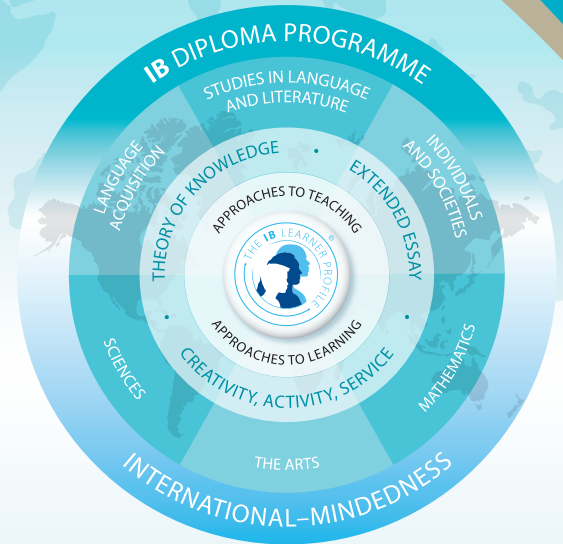 IB DIPLOMA PROGRAMME
STUDIES IN LANGUAGE
AND LITERATURE
LANGUAGE
ACQUISITION
INDIVIDUALS
AND SOCIETIES
THEORY OF KNOWLEDGE
EXTENDED ESSAY
APPROACHES TO TEACHING
THE IB LEARNER PROFILE ®
APPROACHES TO LEARNING
CREATIVITY, ACTIVITY, SERVICE
SCIENCES
MATHEMATICS
THE ARTS
INTERNATIONAL–MINDEDNESS